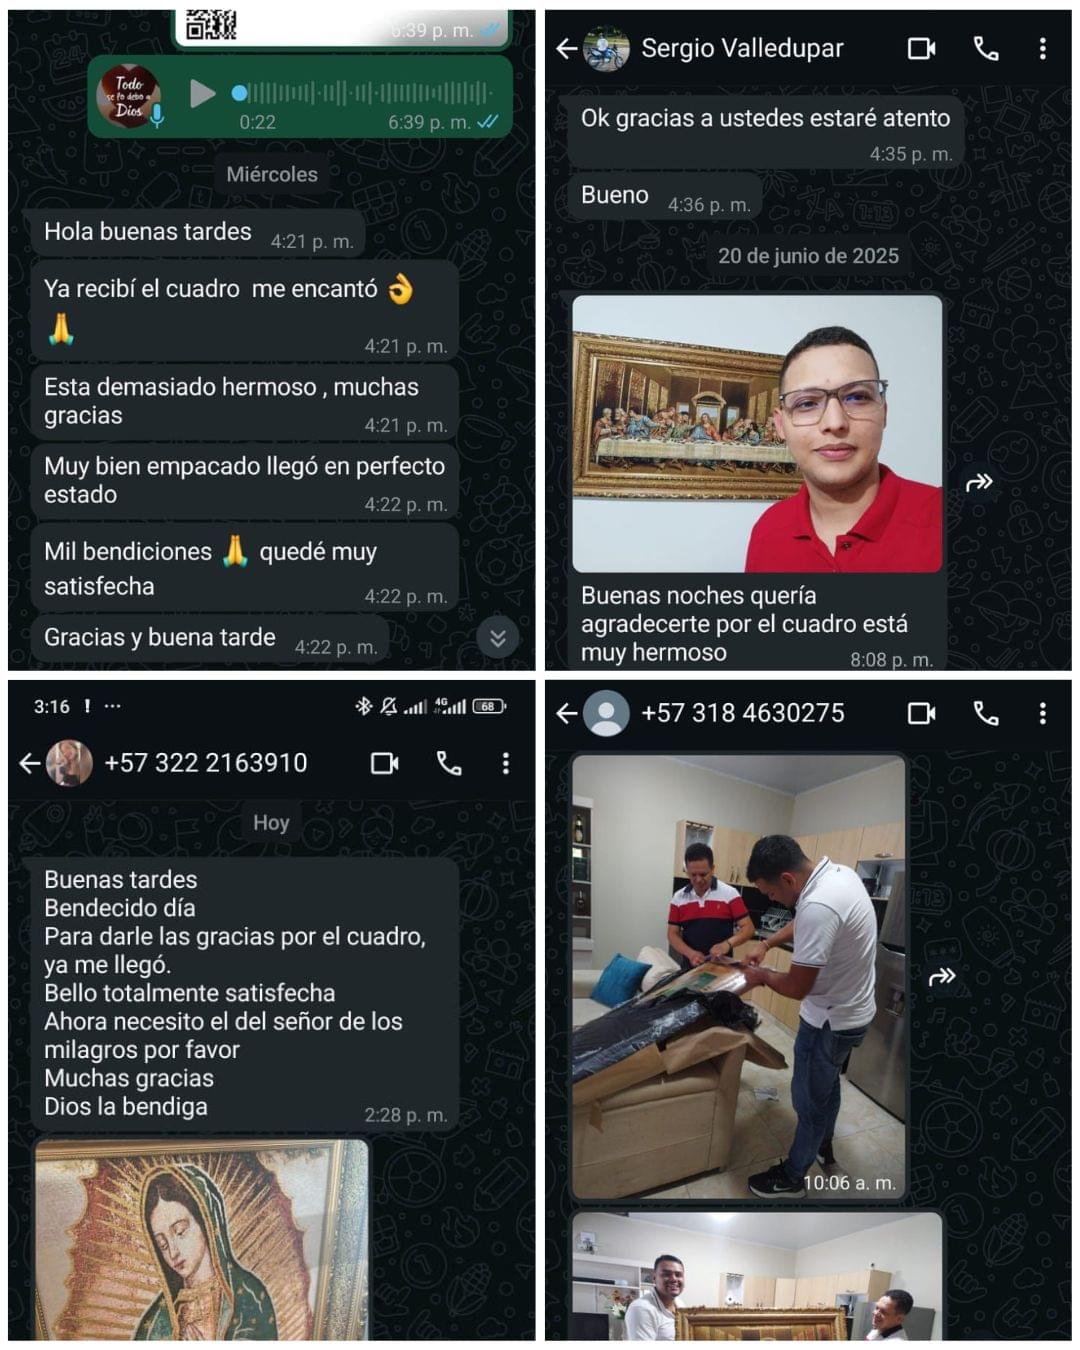 6:39 p. m.
Todo
se lo debo a
Dios
0:22
6:39 p. m.
Miércoles
Hola buenas tardes
4:21 p. m.
Ya recibí el cuadro me encantó 👌
🙏
4:21 p. m.
Esta demasiado hermoso , muchas
gracias
4:21 p. m.
Muy bien empacado llegó en perfecto
estado
4:22 p. m.
Mil bendiciones 🙏 quedé muy
satisfecha
4:22 p. m.
Gracias y buena tarde
4:22 p. m.
Sergio Valledupar
Ok gracias a ustedes estaré atento
4:35 p. m.
Bueno
4:36 p. m.
20 de junio de 2025
Buenas noches quería
agradecerte por el cuadro está
muy hermoso
8:08 p. m.
3:16 ! ...
4G
68
+57 322 2163910
Hoy
Buenas tardes
Bendecido día
Para darle las gracias por el cuadro,
ya me llegó.
Bello totalmente satisfecha
Ahora necesito el del señor de los
milagros por favor
Muchas gracias
Dios la bendiga
2:28 p. m.
+57 318 4630275
10:06 a. m.